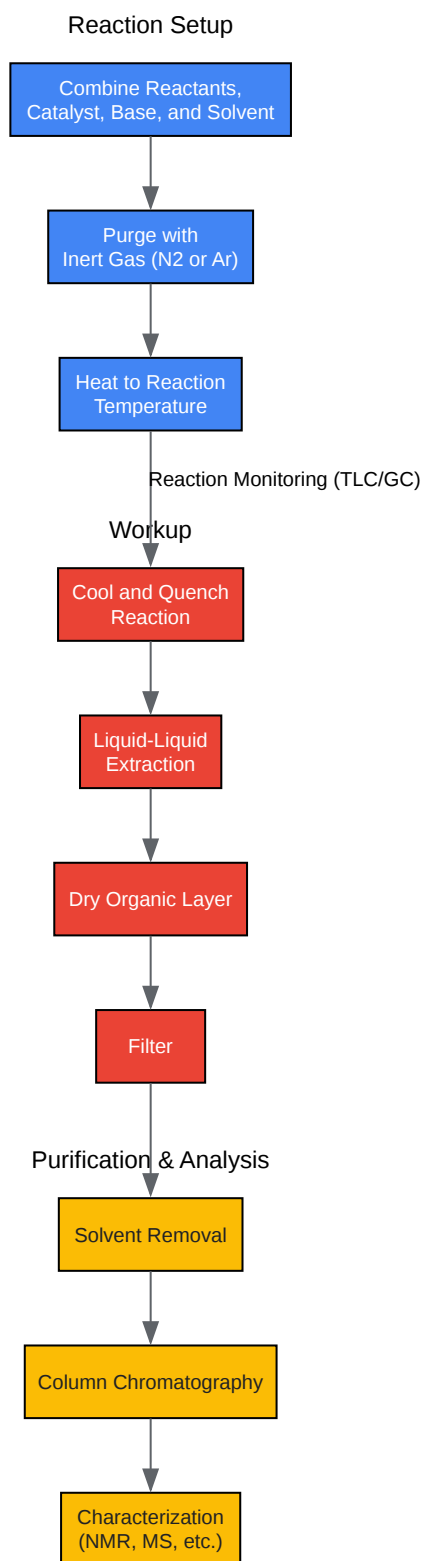 Reaction Setup
Combine Reactants,
Catalyst, Base, and Solvent
Purge with
Inert Gas (N2 or Ar)
Heat to Reaction
Temperature
Reaction Monitoring (TLC/GC)
Workup
Cool and Quench
Reaction
Liquid-Liquid
Extraction
Dry Organic Layer
Filter
Purification & Analysis
Solvent Removal
Column Chromatography
Characterization
(NMR, MS, etc.)